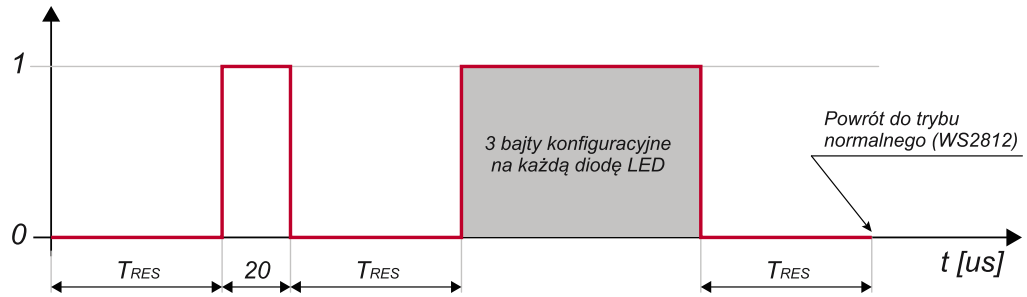 1
3 bajty konfiguracyjne
na każdą diodę LED
Powrót do trybu
normalnego (WS2812)
0
t [us]
TRES
20
TRES
TRES